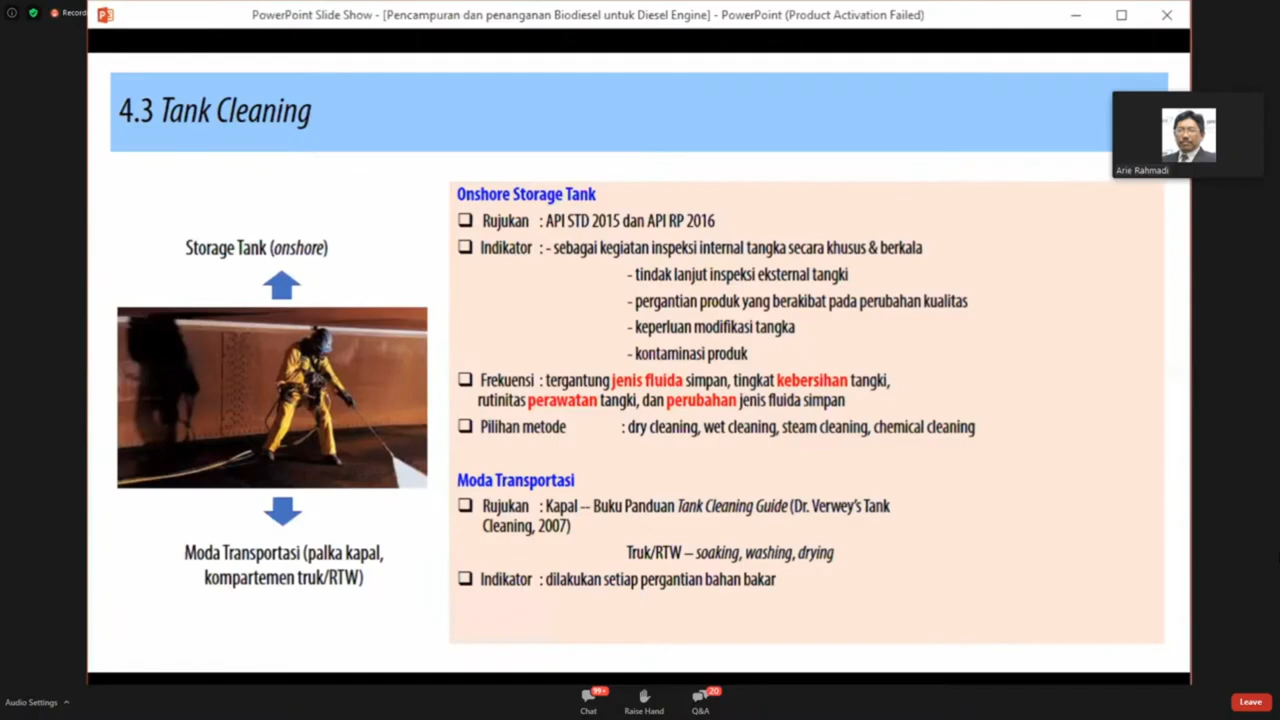 Record
PowerPoint Slide Show - [Pencampuran dan penanganan Biodiesel untuk Diesel Engine] - PowerPoint (Product Activation Failed)
4.3 Tank Cleaning
Arie Rahmadi
Storage Tank (onshore)
Moda Transportasi (palka kapal,
kompartemen truk/RTW)
Onshore Storage Tank
Rujukan : API STD 2015 dan API RP 2016
Indikator : - sebagai kegiatan inspeksi internal tangka secara khusus & berkala
- tindak lanjut inspeksi eksternal tangki
- pergantian produk yang berakibat pada perubahan kualitas
- keperluan modifikasi tangka
- kontaminasi produk
Frekuensi : tergantung jenis fluida simpan, tingkat kebersihan tangki,
rutinitas perawatan tangki, dan perubahan jenis fluida simpan
Pilihan metode : dry cleaning, wet cleaning, steam cleaning, chemical cleaning
Moda Transportasi
Rujukan : Kapal -- Buku Panduan Tank Cleaning Guide (Dr. Verwey's Tank
Cleaning, 2007)
Truk/RTW – soaking, washing, drying
Indikator : dilakukan setiap pergantian bahan bakar
Audio Settings
99+
Chat
Raise Hand
20
Q&A
Leave